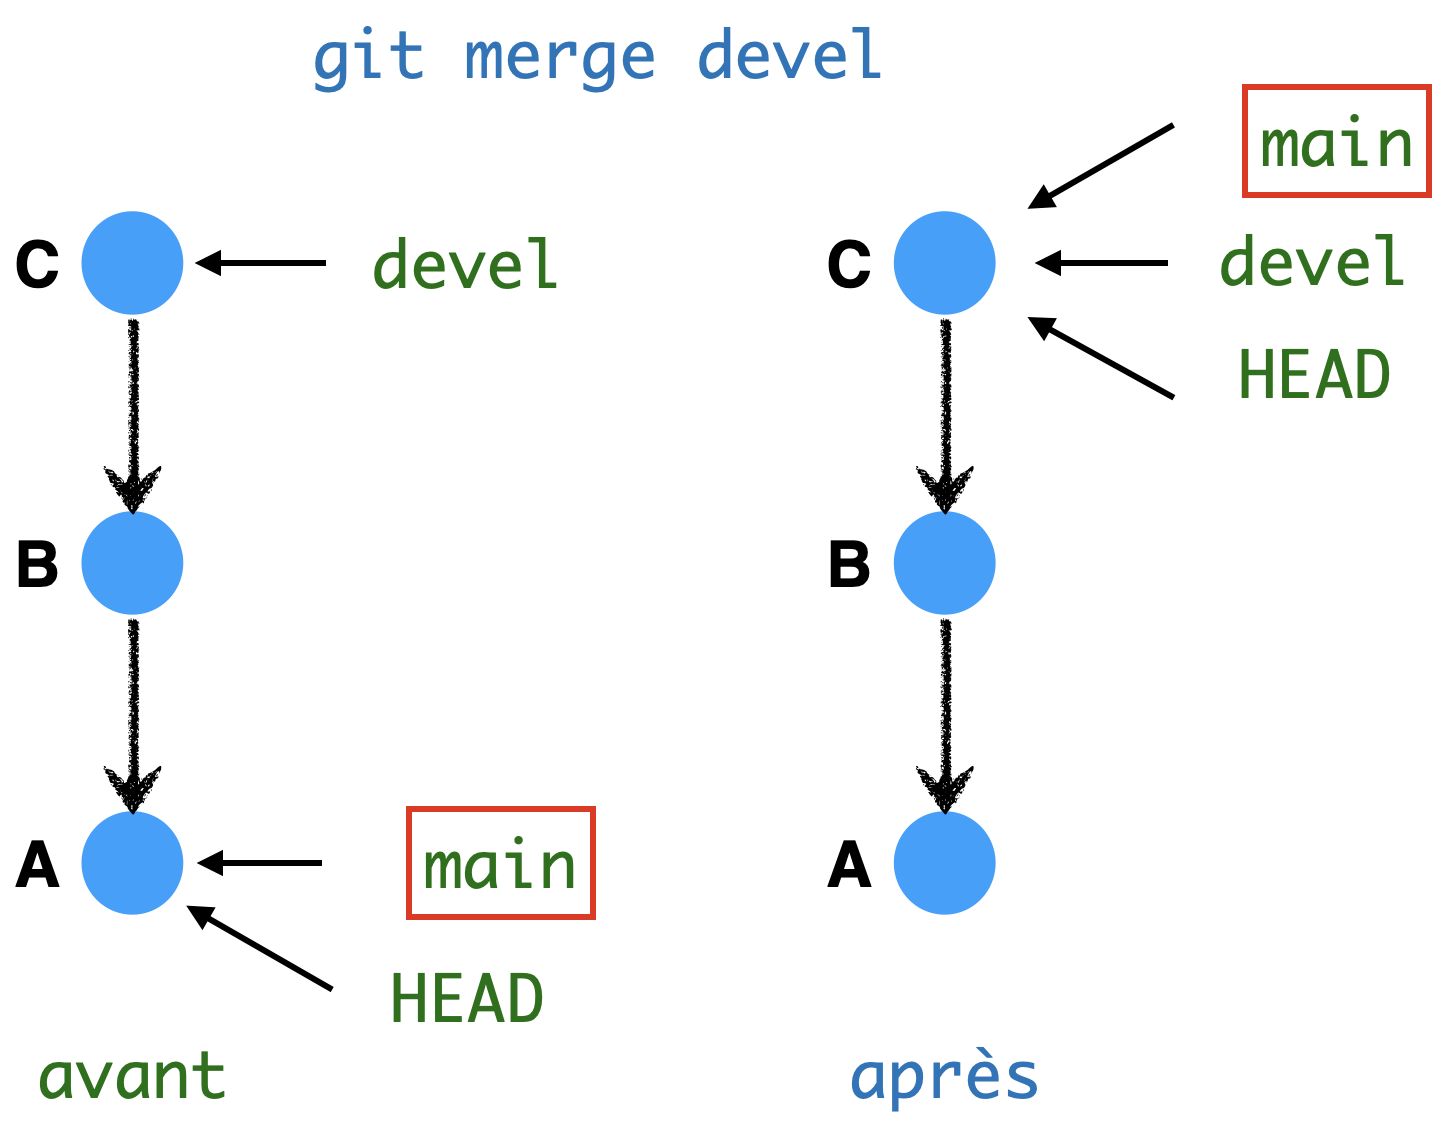 git merge devel
C
devel
B
A
main
HEAD
avant
main
C
devel
HEAD
B
A
après